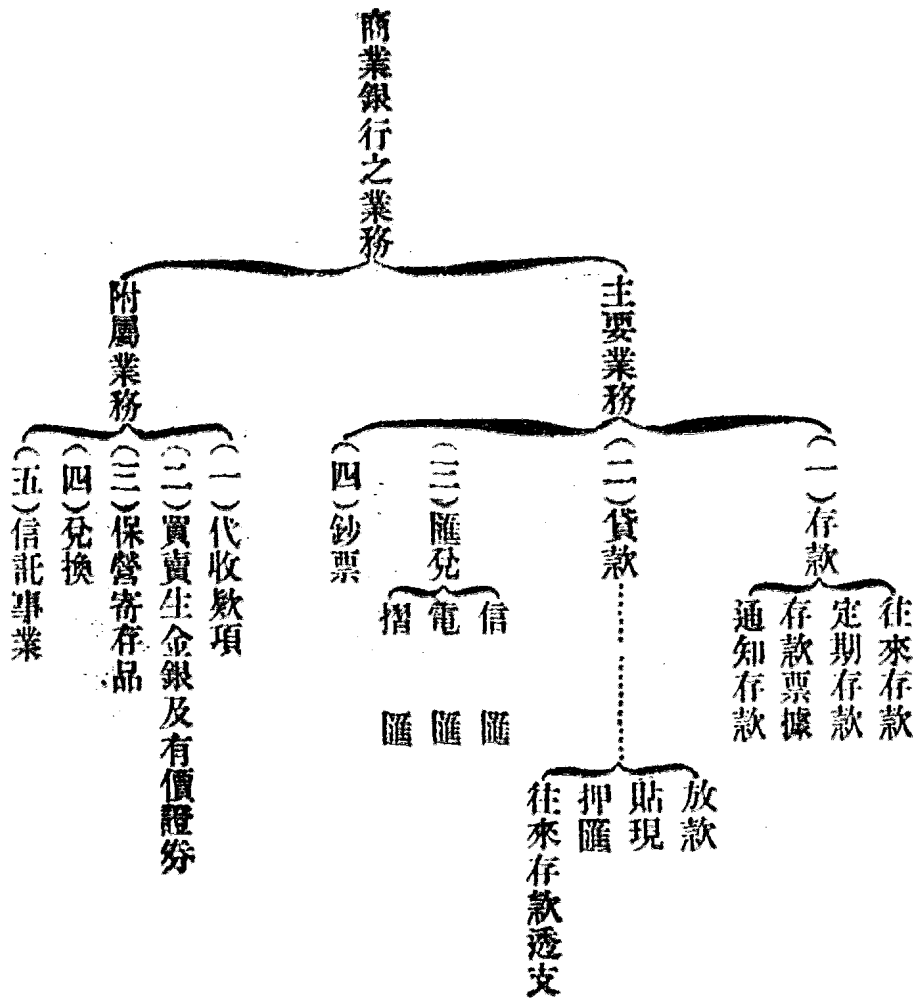 商業銀行之業務
主要業務
（一）存款
往來存款
定期存款
存款票據
通知存款
（二）貸款
放款
貼現
押匯
往來存款透支
（三）匯兌
信匯
電匯
摺匯
（四）鈔票
附屬業務
（一）代收欵項
（二）買賣生金銀及有價證券
（三）保營寄存品
（四）兌換
（五）信託事業